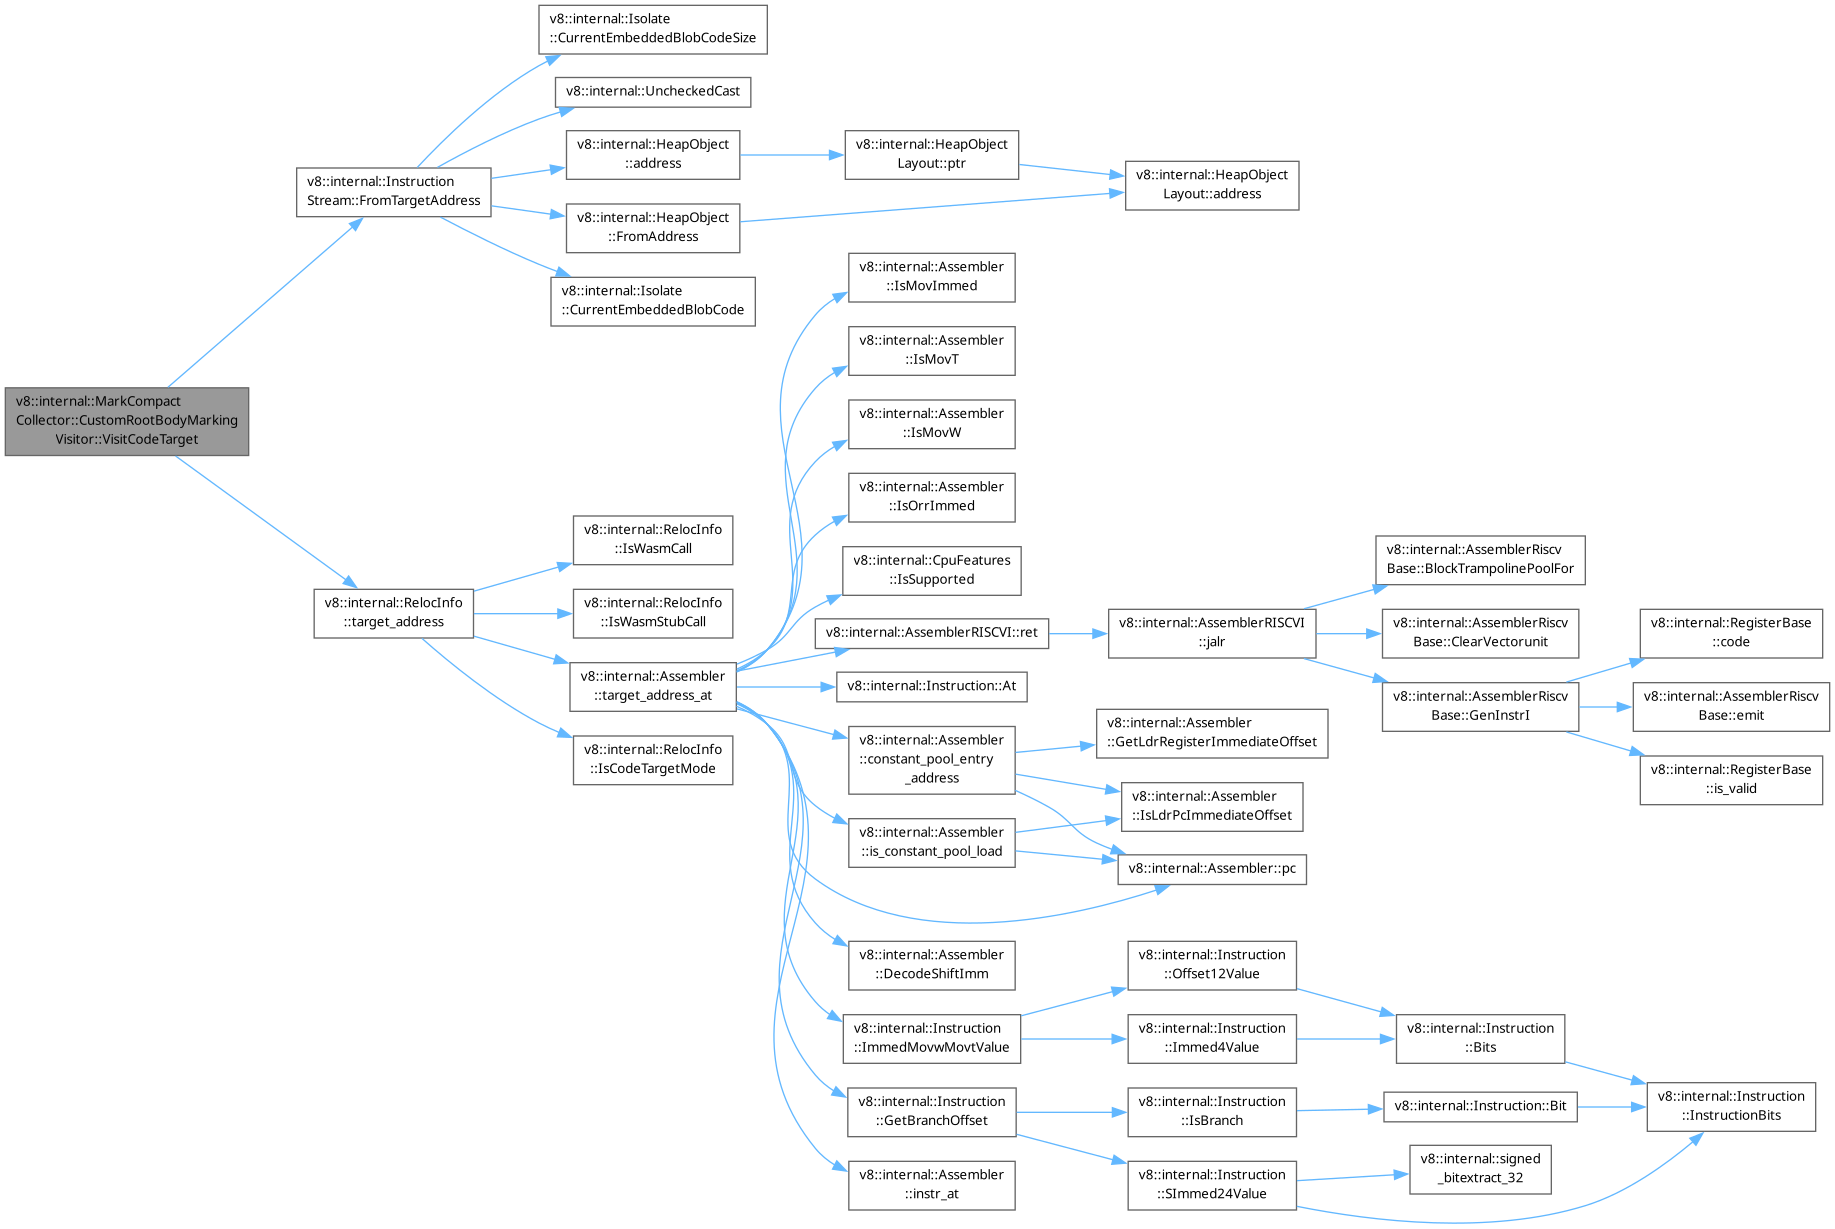 v8::internal::MarkCompact
Collector::CustomRootBodyMarking
Visitor::VisitCodeTarget
v8::internal::Instruction
Stream::FromTargetAddress
v8::internal::Isolate
::CurrentEmbeddedBlobCodeSize
v8::internal::UncheckedCast
v8::internal::HeapObject
::address
v8::internal::HeapObject
Layout::ptr
v8::internal::HeapObject
Layout::address
v8::internal::HeapObject
::FromAddress
v8::internal::Isolate
::CurrentEmbeddedBlobCode
v8::internal::RelocInfo
::target_address
v8::internal::RelocInfo
::IsWasmCall
v8::internal::RelocInfo
::IsWasmStubCall
v8::internal::Assembler
::target_address_at
v8::internal::RelocInfo
::IsCodeTargetMode
v8::internal::Assembler
::IsMovImmed
v8::internal::Assembler
::IsMovT
v8::internal::Assembler
::IsMovW
v8::internal::Assembler
::IsOrrImmed
v8::internal::CpuFeatures
::IsSupported
v8::internal::AssemblerRISCVI::ret
v8::internal::AssemblerRISCVI
::jalr
v8::internal::AssemblerRiscv
Base::BlockTrampolinePoolFor
v8::internal::AssemblerRiscv
Base::ClearVectorunit
v8::internal::AssemblerRiscv
Base::GenInstrI
v8::internal::RegisterBase
::code
v8::internal::AssemblerRiscv
Base::emit
v8::internal::RegisterBase
::is_valid
v8::internal::Instruction::At
v8::internal::Assembler
::constant_pool_entry
_address
v8::internal::Assembler
::GetLdrRegisterImmediateOffset
v8::internal::Assembler
::IsLdrPcImmediateOffset
v8::internal::Assembler
::is_constant_pool_load
v8::internal::Assembler::pc
v8::internal::Assembler
::DecodeShiftImm
v8::internal::Instruction
::ImmedMovwMovtValue
v8::internal::Instruction
::Offset12Value
v8::internal::Instruction
::Immed4Value
v8::internal::Instruction
::Bits
v8::internal::Instruction
::InstructionBits
v8::internal::Instruction
::GetBranchOffset
v8::internal::Instruction
::IsBranch
v8::internal::Instruction::Bit
v8::internal::Instruction
::SImmed24Value
v8::internal::signed
_bitextract_32
v8::internal::Assembler
::instr_at